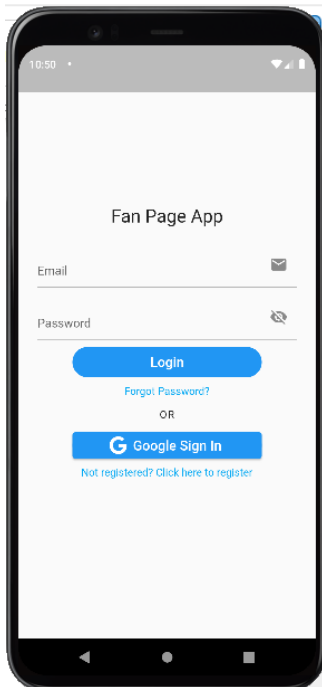 10:50
Fan Page App
Email
Password
Login
Forgot Password?
OR
G Google Sign In
Not registered? Click here to register